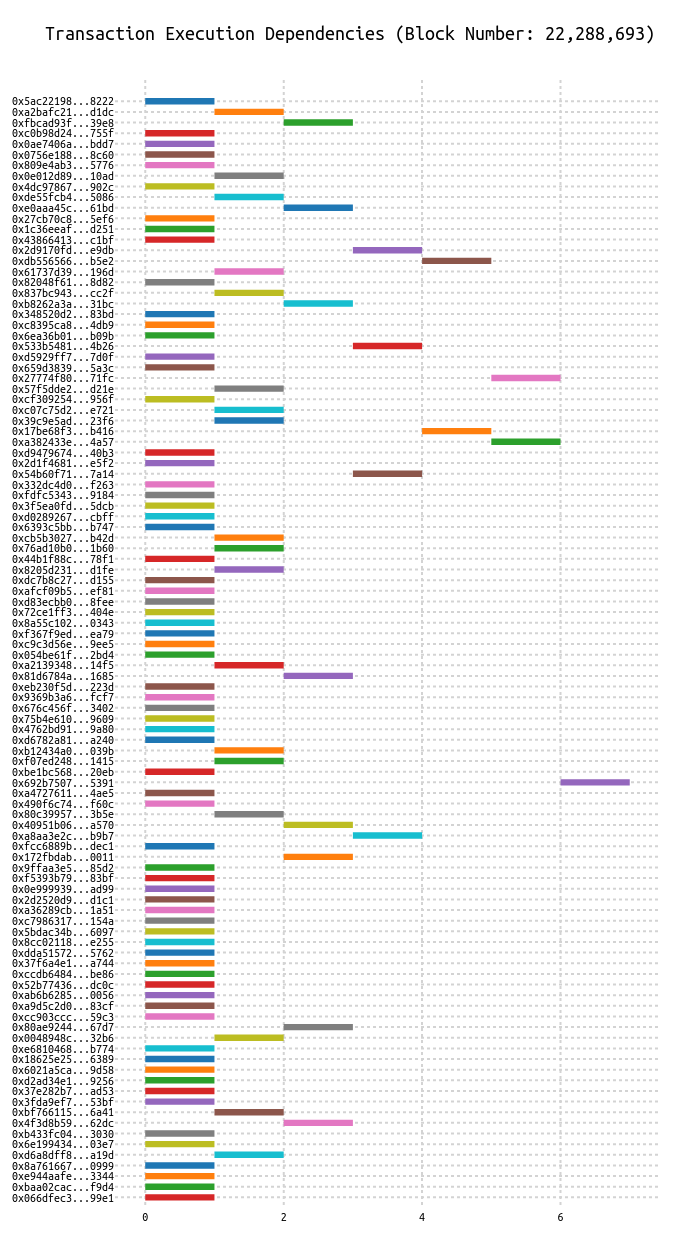 Transaction Execution Dependencies (Block Number: 22,288,693)
0x5ac22198...8222
0xa2bafc21...d1dc
0xfbcad93f...39e8
0xc0b98d24...755f
0x0ae7406a...bdd7
0x0756e188...8c60
0x809e4ab3...5776
0x0e012d89...10ad
0x4dc97867...902c
0xde55fcb4...5086
0xe0aaa45c...61bd
0x27cb70c8...5ef6
0x1c36eeaf...d251
0x43866413...c1bf
0x2d9170fd...e9db
0xdb556566...b5e2
0x61737d39...196d
0x82048f61...8d82
0x837bc943...cc2f
0xb8262a3a...31bc
0x348520d2...83bd
0xc8395ca8...4db9
0x6ea36b01...b09b
0x533b5481...4b26
0xd5929ff7...7d0f
0x659d3839...5a3c
0x27774f80...71fc
0x57f5dde2...d21e
0xcf309254...956f
0xc07c75d2...e721
0x39c9e5ad...23f6
0x17be68f3...b416
0xa382433e...4a57
0xd9479674...40b3
0x2d1f4681...e5f2
0x54b60f71...7a14
0x332dc4d0...f263
0xfdfc5343...9184
0x3f5ea0fd...5dcb
0xd0289267...cbff
0x6393c5bb...b747
0xcb5b3027...b42d
0x76ad10b0...1b60
0x44b1f88c...78f1
0x8205d231...d1fe
0xdc7b8c27...d155
0xafcf09b5...ef81
0xd83ecbb0...8fee
0x72ce1ff3...404e
0x8a55c102...0343
0xf367f9ed...ea79
0xc9c3d56e...9ee5
0x054be61f...2bd4
0xa2139348...14f5
0x81d6784a...1685
0xeb230f5d...223d
0x9369b3a6...fcf7
0x676c456f...3402
0x75b4e610...9609
0x4762bd91...9a80
0xd6782a81...a240
0xb12434a0...039b
0xf07ed248...1415
0xbe1bc568...20eb
0x692b7507...5391
0xa4727611...4ae5
0x490f6c74...f60c
0x80c39957...3b5e
0x40951b06...a570
0xa8aa3e2c...b9b7
0xfcc6889b...dec1
0x172fbdab...0011
0x9ffaa3e5...85d2
0xf5393b79...83bf
0x0e999939...ad99
0x2d2520d9...d1c1
0xa36289cb...1a51
0xc7986317...154a
0x5bdac34b...6097
0x8cc02118...e255
0xdda51572...5762
0x37f6a4e1...a744
0xccdb6484...be86
0x52b77436...dc0c
0xab6b6285...0056
0xa9d5c2d0...83cf
0xcc903ccc...59c3
0x80ae9244...67d7
0x0048948c...32b6
0xe6810468...b774
0x18625e25...6389
0x6021a5ca...9d58
0xd2ad34e1...9256
0x37e282b7...ad53
0x3fda9ef7...53bf
0xbf766115...6a41
0x4f3d8b59...62dc
0xb433fc04...3030
0x6e199434...03e7
0xd6a8dff8...a19d
0x8a761667...0999
0xe944aafe...3344
0xbaa02cac...f9d4
0x066dfec3...99e1
0 2 4 6